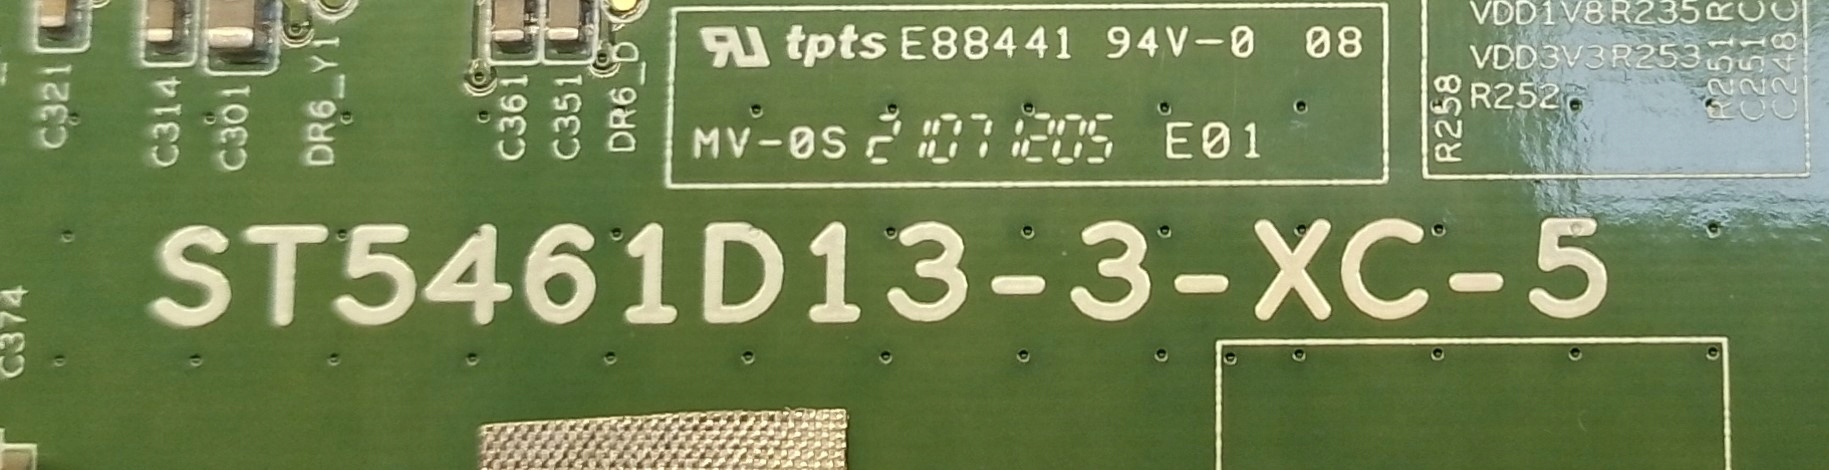 VDD1V8 R235
tpts E88441 94V-0 08
VDD3V3 R253
R252
R258
R251
C251
C248
C321
C314
C301
DR6_Y1
C361
C351
DR6_D
MV-0S 21071205 E01
ST5461D13-3-XC-5
C374